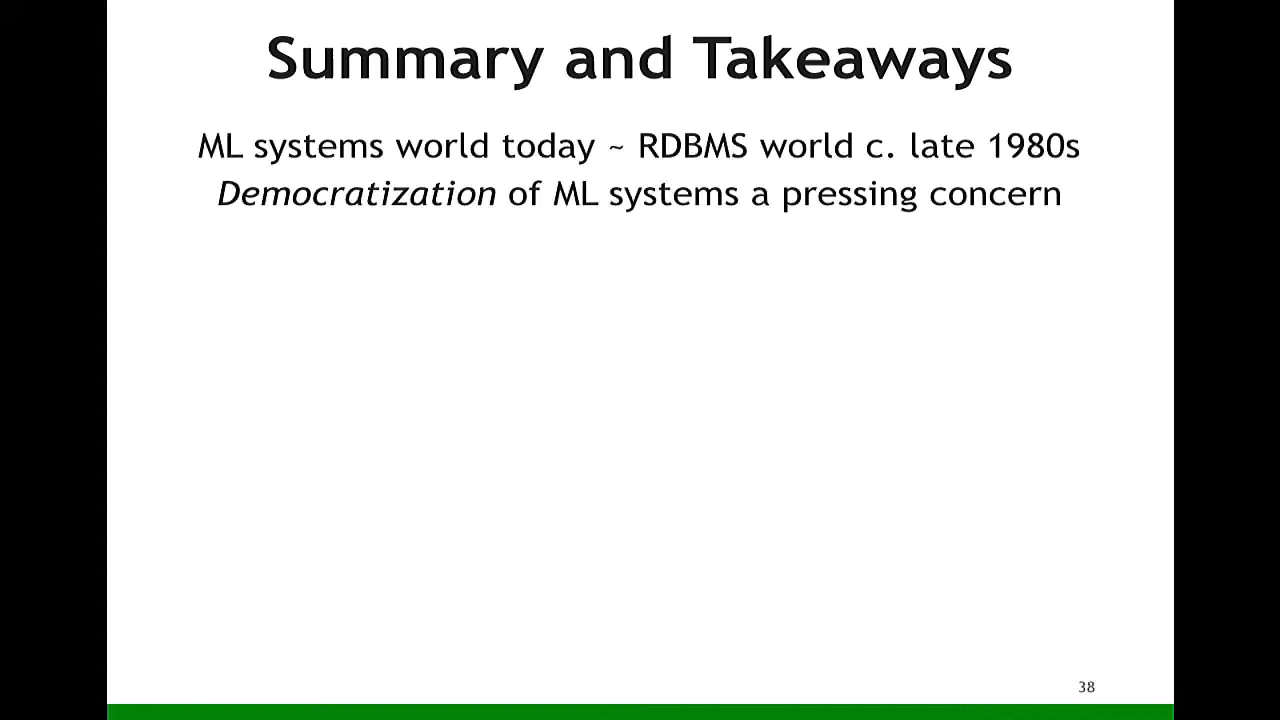 Summary and Takeaways
ML systems world today ~ RDBMS world c. late 1980s
Democratization of ML systems a pressing concern
38